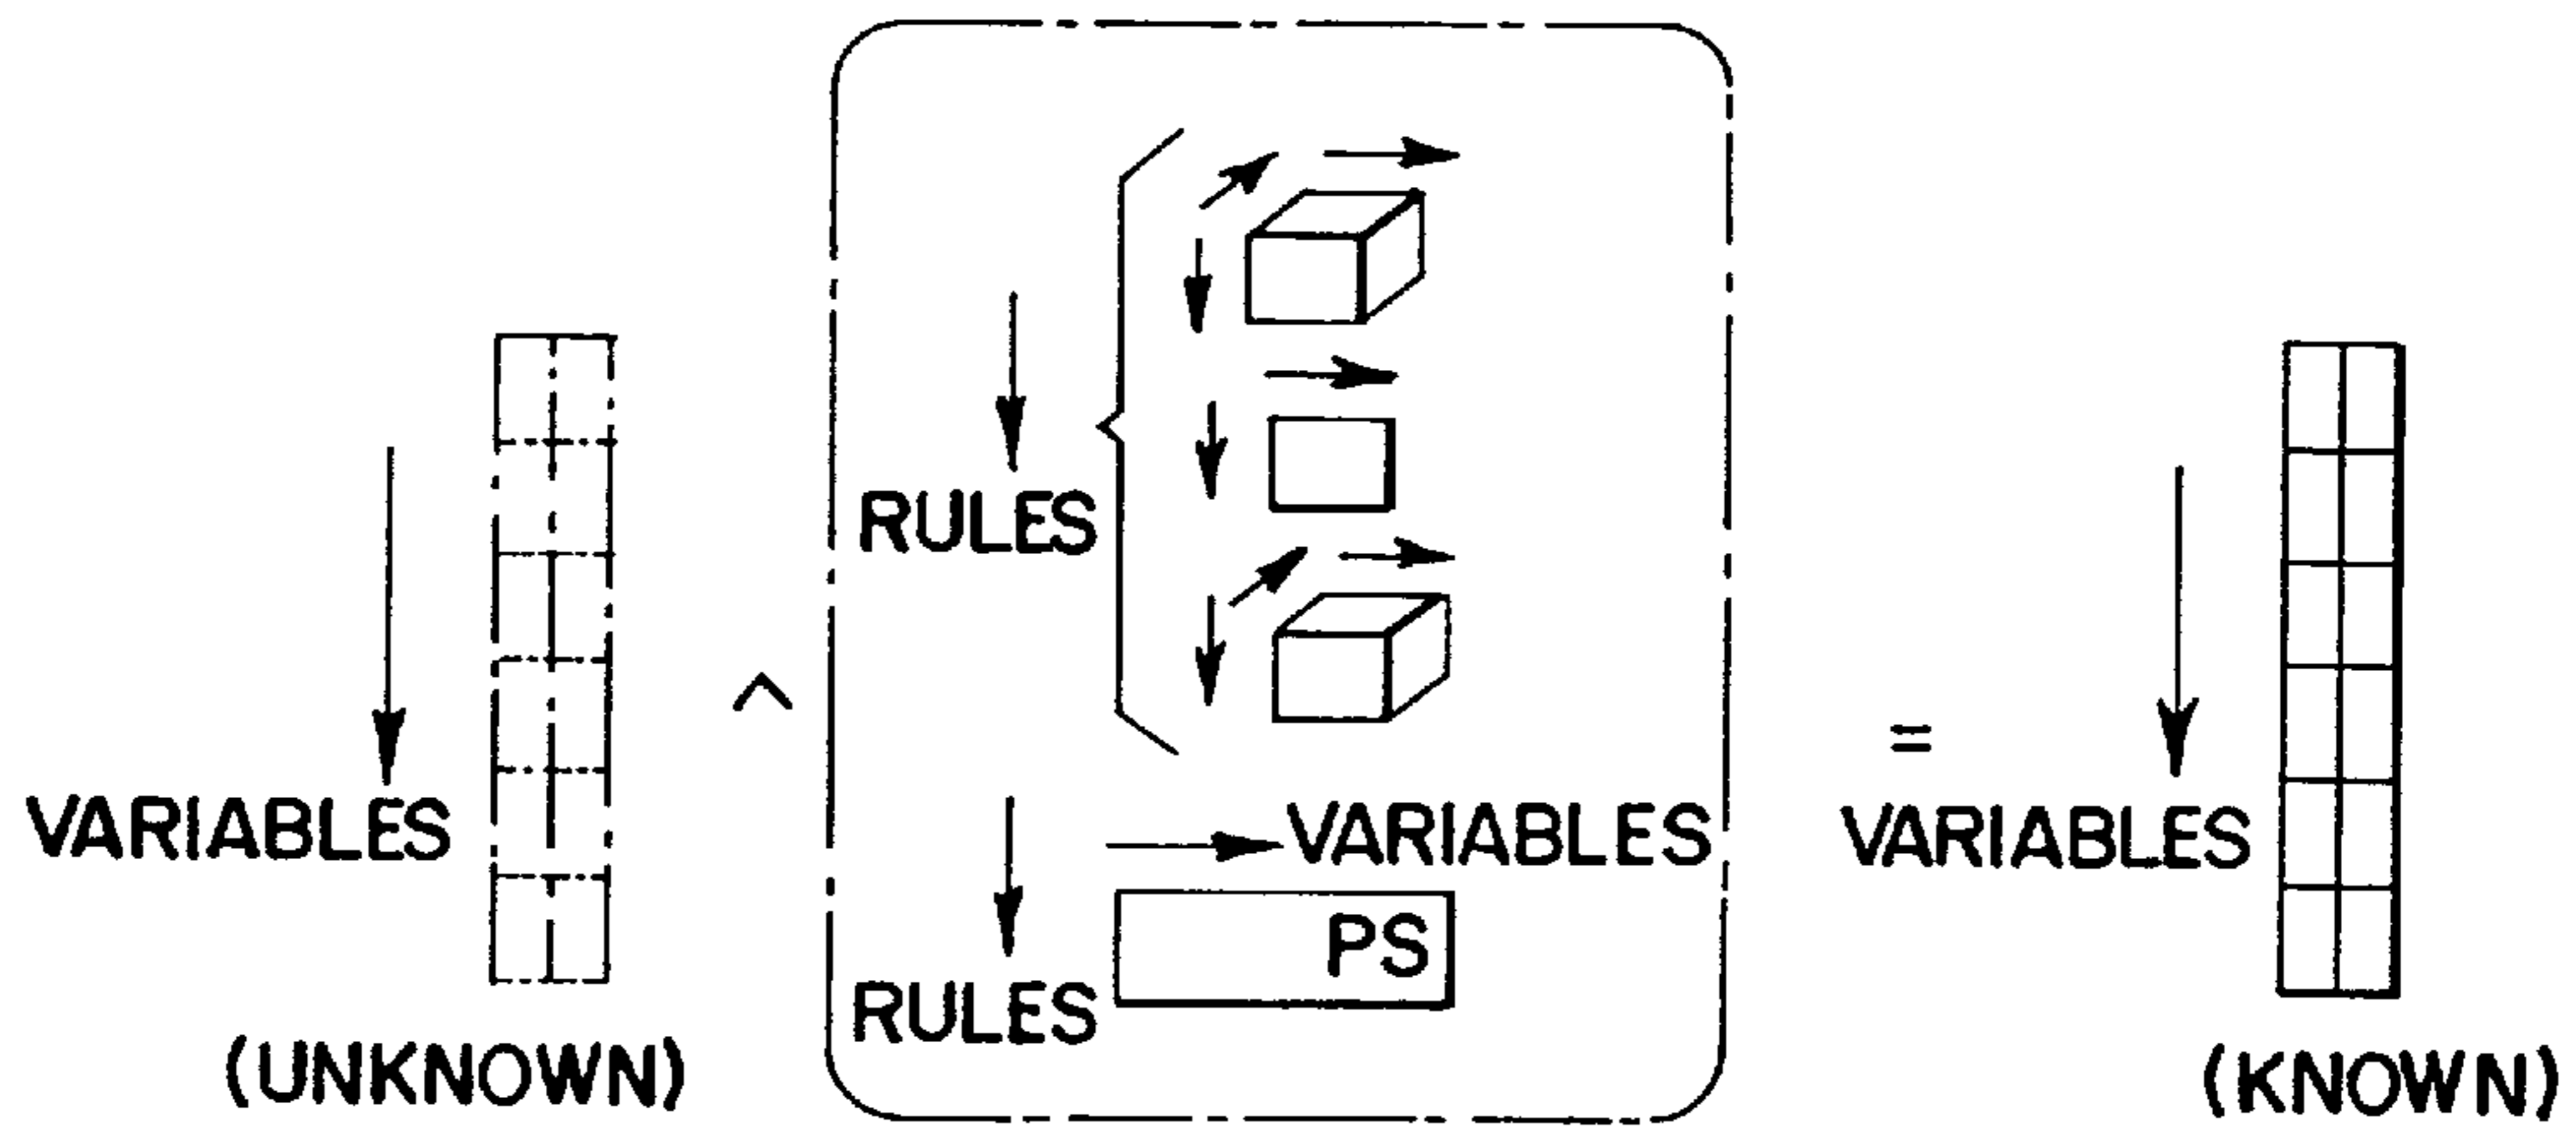 RULES
^
=
VARIABLES
VARIABLES
VARIABLES
PS
RULES
(UNKNOWN)
(KNOWN)